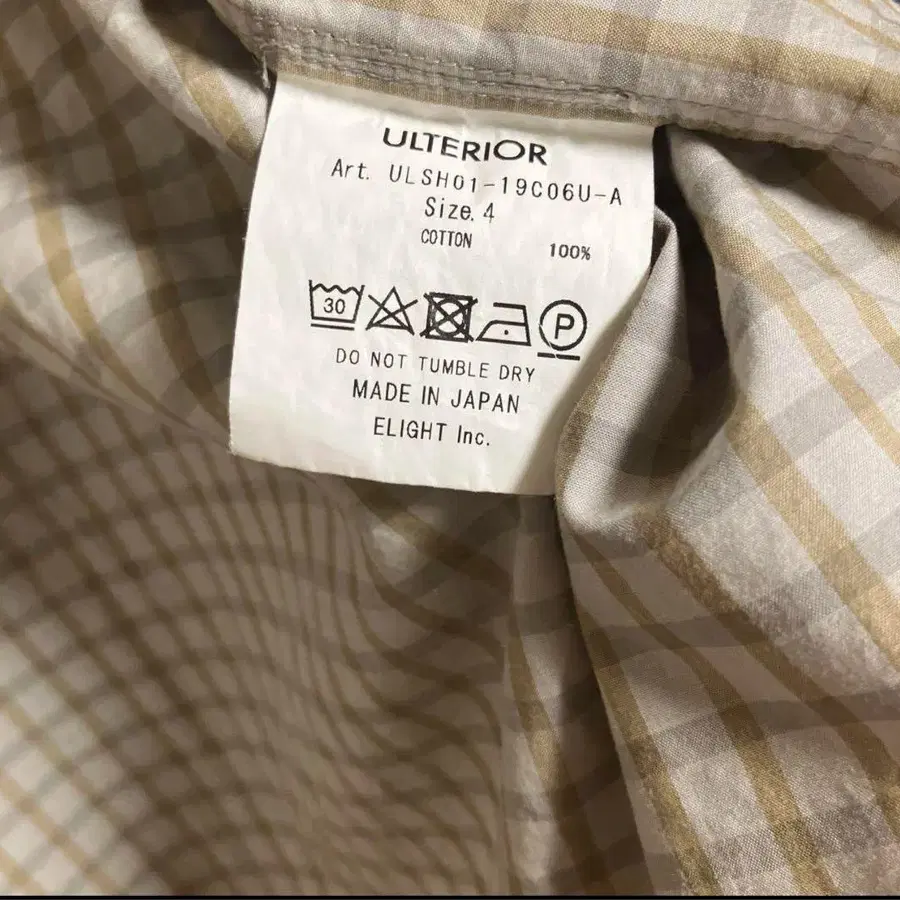 ULTERIOR
Art. ULSH01-19C06U-A
Size. 4
COTTON 100%
30 P
DO NOT TUMBLE DRY
MADE IN JAPAN
ELIGHT Inc.